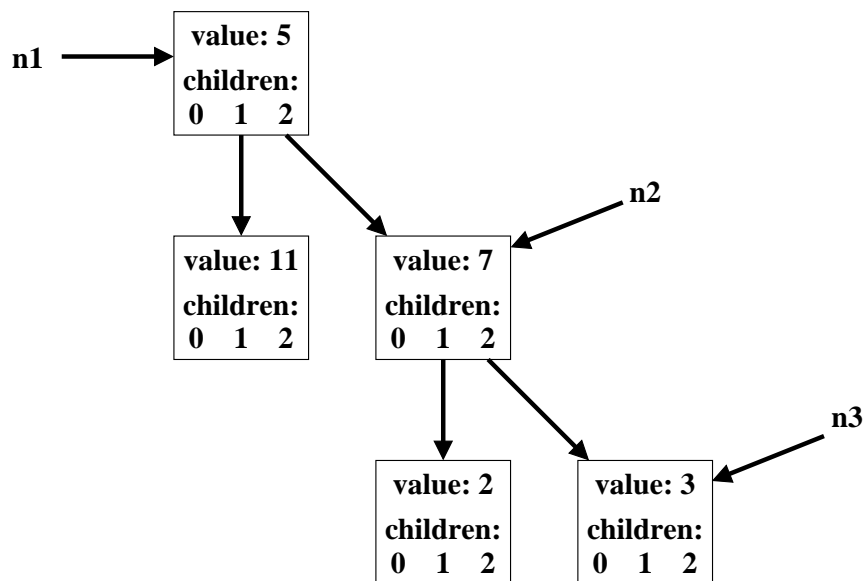 n1
value: 5
children:
0 1 2
n2
value: 11
children:
0 1 2
value: 7
children:
0 1 2
n3
value: 2
children:
0 1 2
value: 3
children:
0 1 2